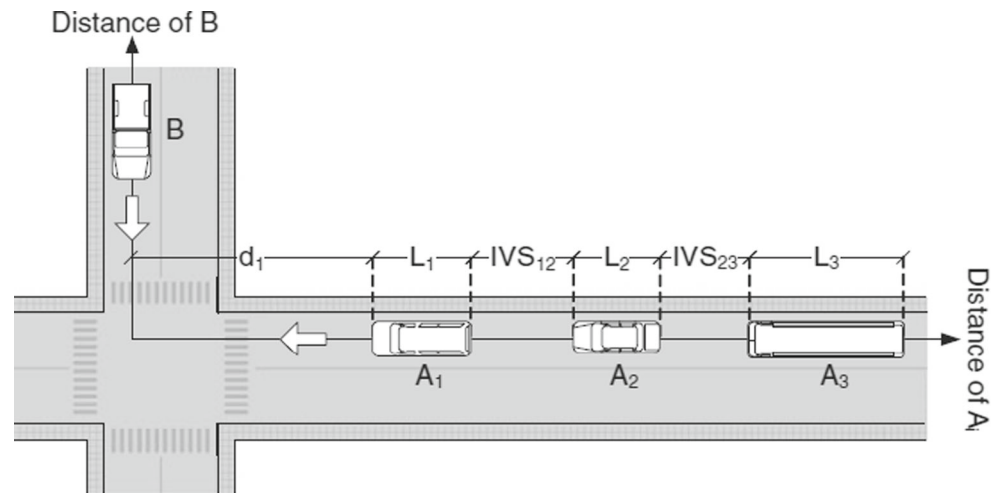 Distance of B
B
d₁
L₁
IVS₁₂
L₂
IVS₂₃
L₃
A₁
A₂
A₃
Distance of Aᵢ